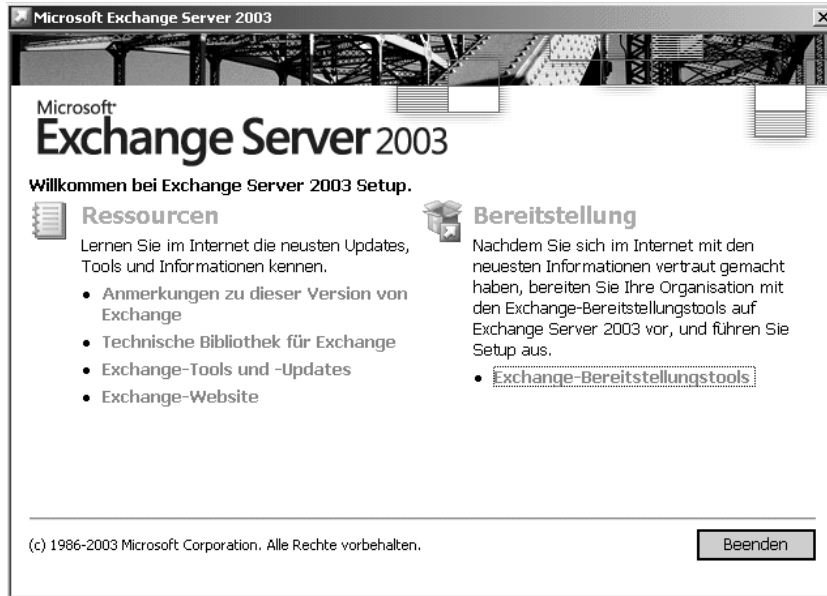 Microsoft Exchange Server 2003
Microsoft
Exchange Server 2003
Willkommen bei Exchange Server 2003 Setup.
Ressourcen
Lernen Sie im Internet die neusten Updates,
Tools und Informationen kennen.
• Anmerkungen zu dieser Version von
Exchange
• Technische Bibliothek für Exchange
• Exchange-Tools und -Updates
• Exchange-Website
Bereitstellung
Nachdem Sie sich im Internet mit den
neuesten Informationen vertraut gemacht
haben, bereiten Sie Ihre Organisation mit
den Exchange-Bereitstellungstools auf
Exchange Server 2003 vor, und führen Sie
Setup aus.
• Exchange-Bereitstellungstools
(c) 1986-2003 Microsoft Corporation. Alle Rechte vorbehalten.
Beenden